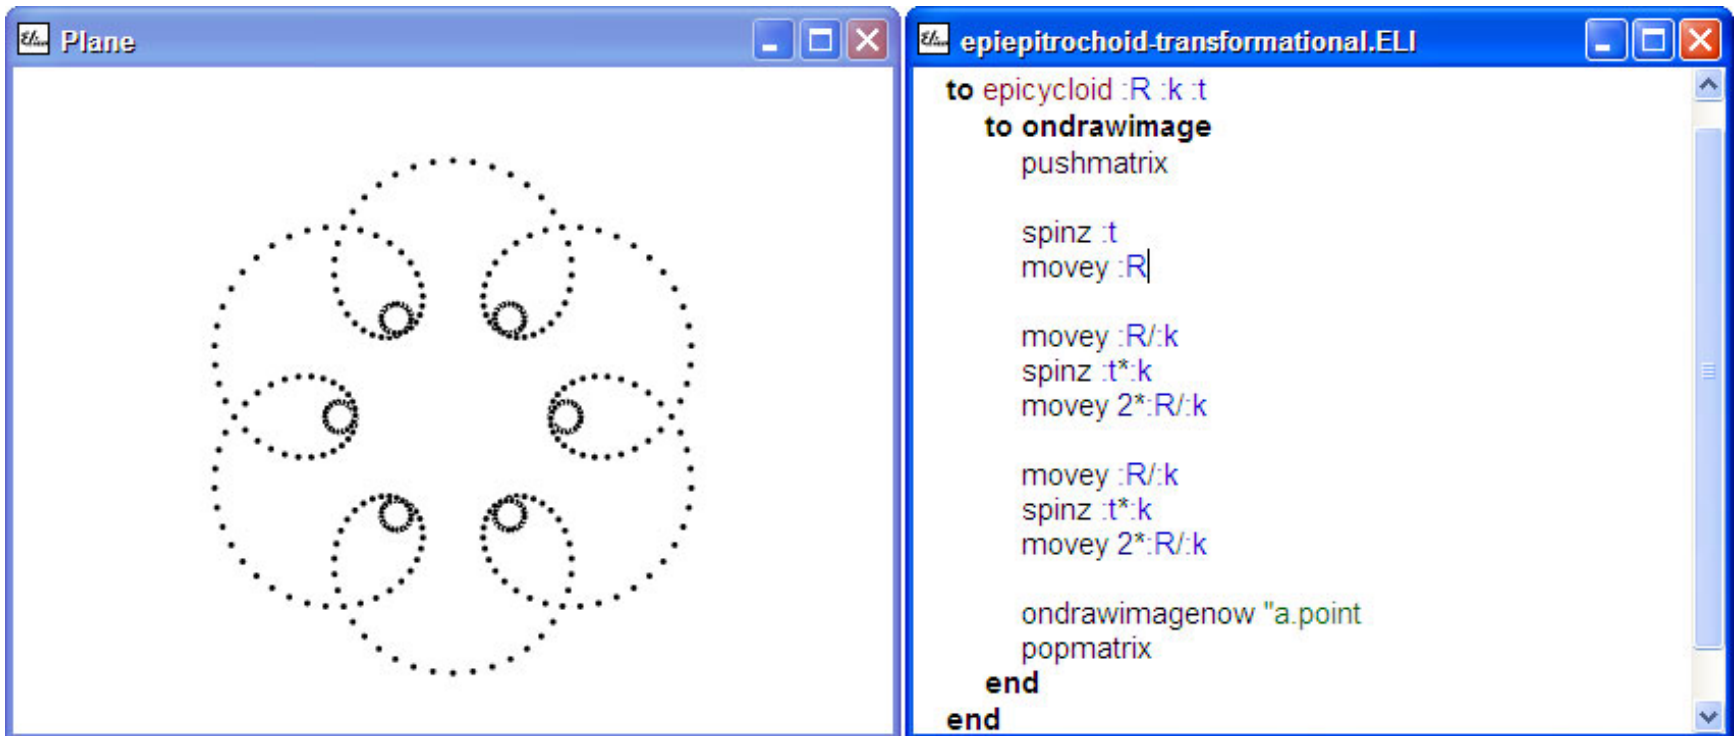 Plane
epiepitrochoid-transformational.ELI
to epicycloid :R :k :t
to ondrawimage
pushmatrix
spinz :t
movey :R
movey :R/:k
spinz :t*:k
movey 2*:R/:k
movey :R/:k
spinz :t*:k
movey 2*:R/:k
ondrawimagenow "a.point
popmatrix
end
end